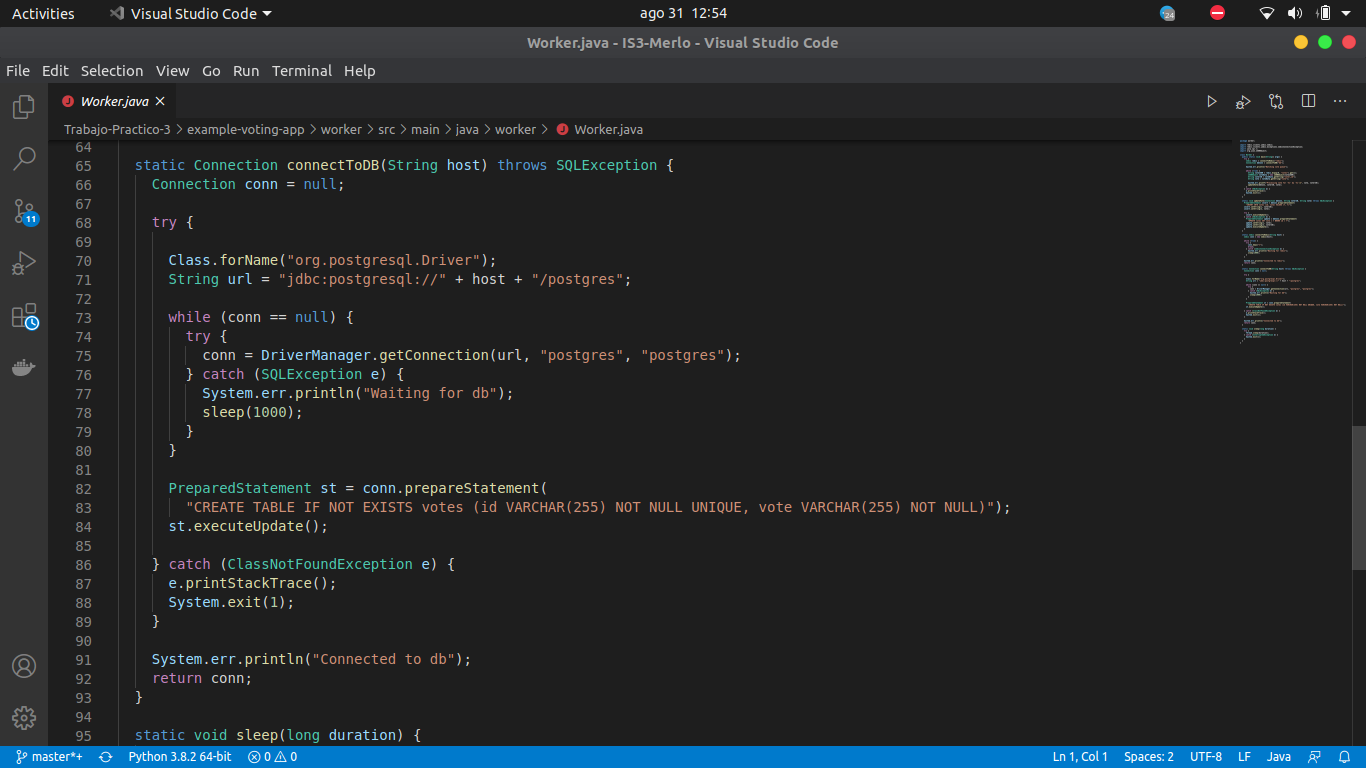 Activities Visual Studio Code ago 31 12:54 24
Worker.java - IS3-Merlo - Visual Studio Code
File Edit Selection View Go Run Terminal Help
J Worker.java
Trabajo-Practico-3 > example-voting-app > worker > src > main > java > worker > J Worker.java
64
65 static Connection connectToDB(String host) throws SQLException {
66 Connection conn = null;
67
68 try {
69
70 Class.forName("org.postgresql.Driver");
71 String url = "jdbc:postgresql://" + host + "/postgres";
72
73 while (conn == null) {
74 try {
75 conn = DriverManager.getConnection(url, "postgres", "postgres");
76 } catch (SQLException e) {
77 System.err.println("Waiting for db");
78 sleep(1000);
79 }
80 }
81
82 PreparedStatement st = conn.prepareStatement(
83 "CREATE TABLE IF NOT EXISTS votes (id VARCHAR(255) NOT NULL UNIQUE, vote VARCHAR(255) NOT NULL)");
84 st.executeUpdate();
85
86 } catch (ClassNotFoundException e) {
87 e.printStackTrace();
88 System.exit(1);
89 }
90
91 System.err.println("Connected to db");
92 return conn;
93 }
94
95 static void sleep(long duration) {
11
master*+ Python 3.8.2 64-bit 0 0 Ln 1, Col 1 Spaces: 2 UTF-8 LF Java